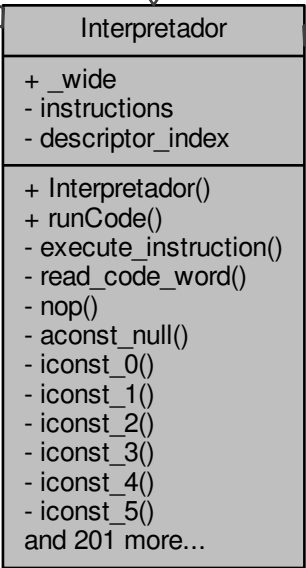 Interpretador
+ _wide
- instructions
- descriptor_index
+ Interpretador()
+ runCode()
- execute_instruction()
- read_code_word()
- nop()
- aconst_null()
- iconst_0()
- iconst_1()
- iconst_2()
- iconst_3()
- iconst_4()
- iconst_5()
and 201 more...